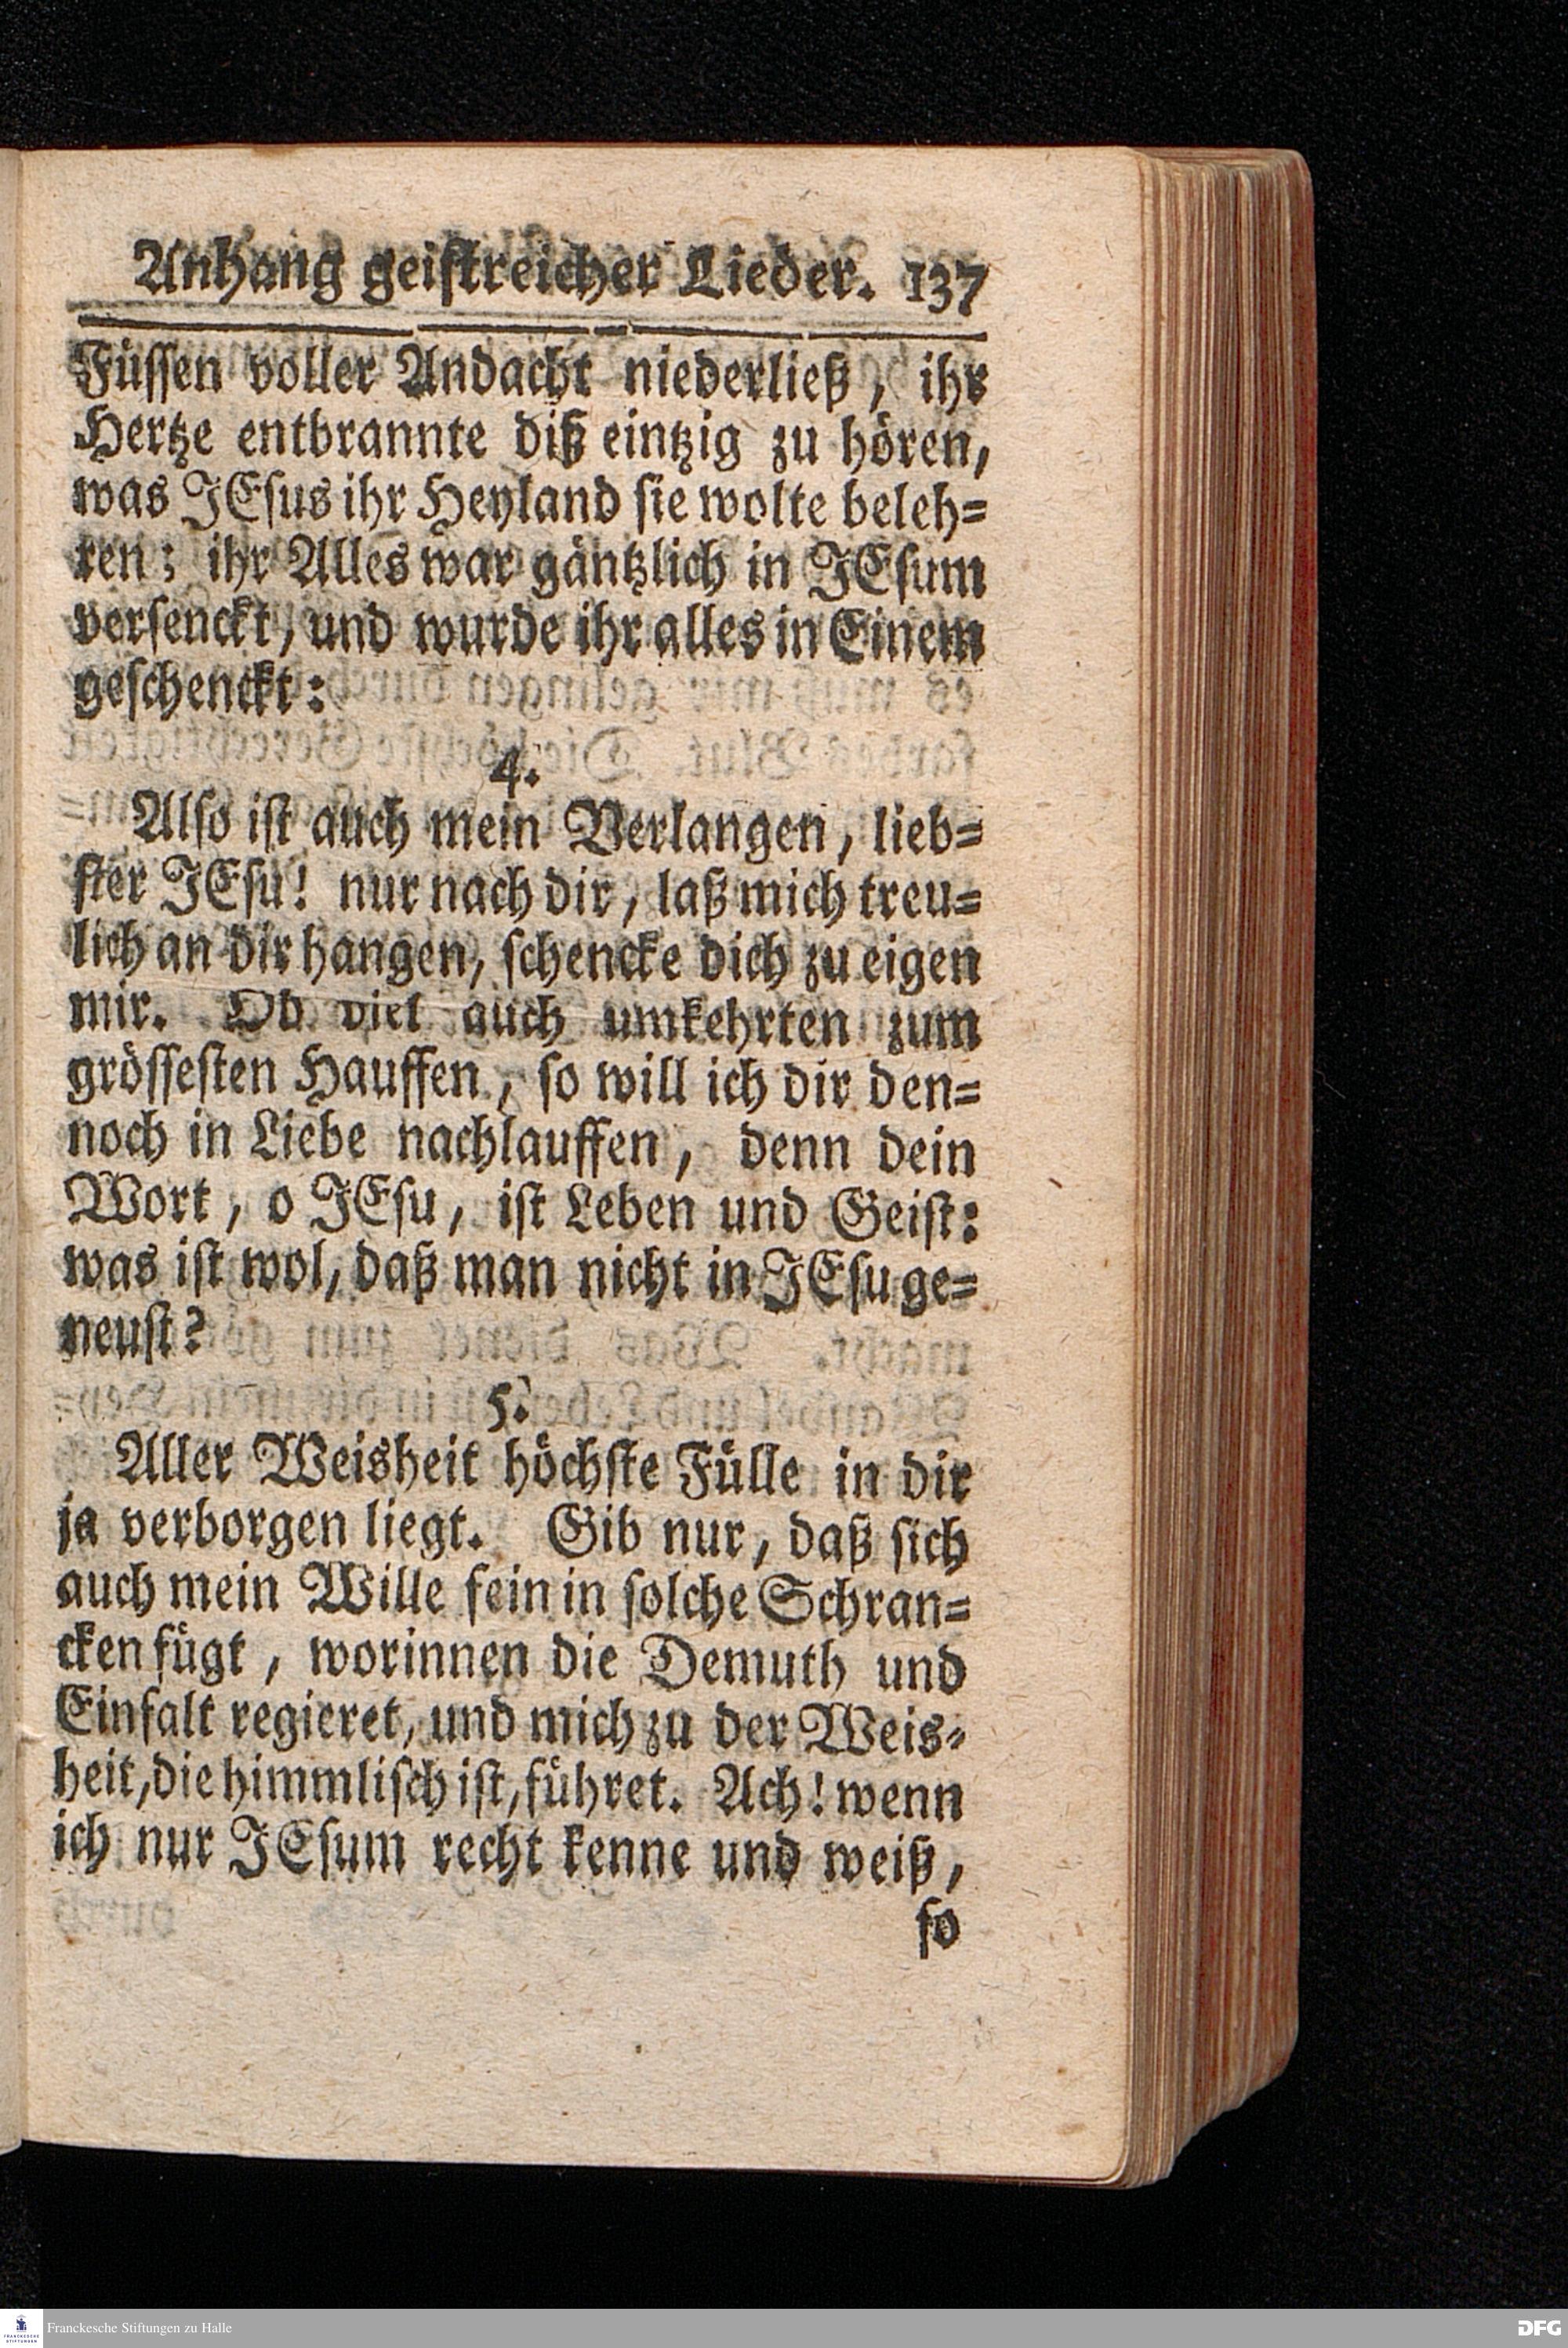 Anhang geistreicher Lieder. 137
Füssen voller Andacht niederließ, ihr
Hertze entbrannte diß eintzig zu hören,
was JEsus ihr Heyland sie wolte beleh=
ren; ihr Alles war gäntzlich in JEsum
versenckt, und wurde ihr alles in Einem
geschenckt:
4.
Also ist auch mein Verlangen, lieb=
ster JEsu! nur nach dir, laß mich treu=
lich an dir hangen, schencke dich zu eigen
mir. Ob viel auch umkehrten zum
grössesten Hauffen, so will ich dir den=
noch in Liebe nachlauffen, denn dein
Wort, o JEsu, ist Leben und Geist:
was ist wol, daß man nicht in JEsu ge=
neust?
5.
Aller Weisheit höchste Fülle in dir
ja verborgen liegt. Gib nur, daß sich
auch mein Wille fein in solche Schran=
cken fügt, worinnen die Demuth und
Einfalt regieret, und mich zu der Weis=
heit, die himmlisch ist, führet. Ach! wenn
ich nur JEsum recht kenne und weiß,
so
Franckesche Stiftungen zu Halle
DFG